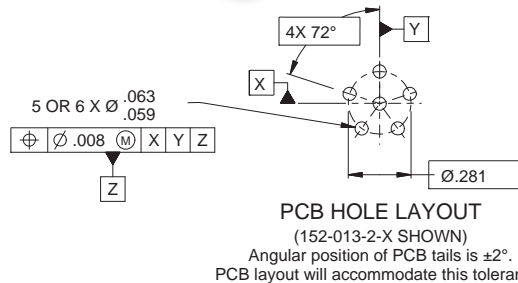 4X 72°
Y
X
5 OR 6 X Ø .063
.059
⌖ Ø .008 Ⓜ X Y Z
Z
Ø.281
PCB HOLE LAYOUT
(152-013-2-X SHOWN)
Angular position of PCB tails is ±2°.
PCB layout will accommodate this